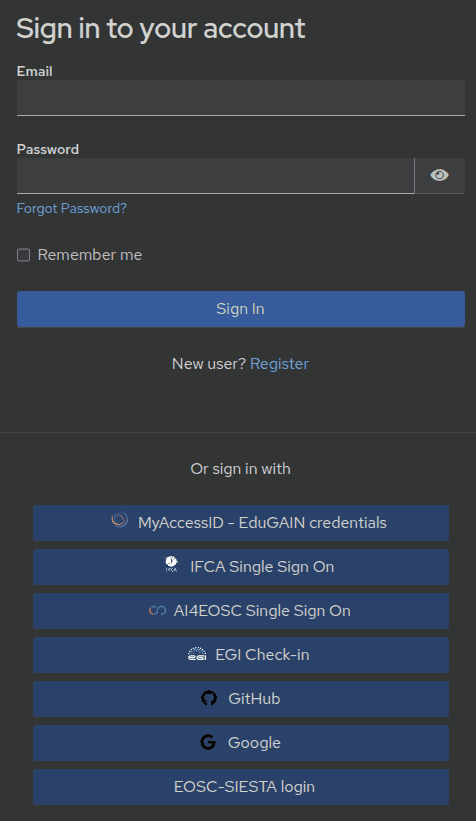 Sign in to your account
Email
Password
Forgot Password?
Remember me
Sign In
New user? Register
Or sign in with
MyAccessID - EduGAIN credentials
IFCA Single Sign On
AI4EOSC Single Sign On
EGI Check-in
GitHub
Google
EOSC-SIESTA login